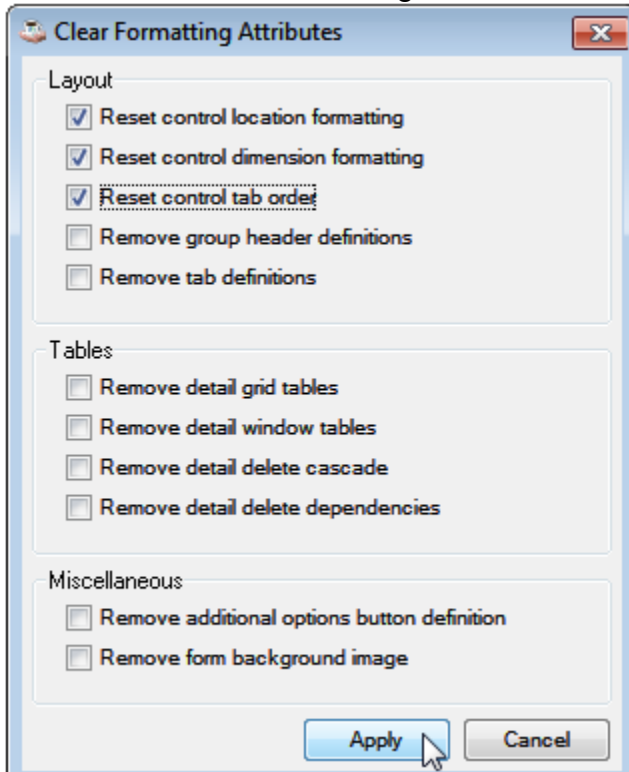 Clear Formatting Attributes
Layout
Reset control location formatting
Reset control dimension formatting
Reset control tab order
Remove group header definitions
Remove tab definitions
Tables
Remove detail grid tables
Remove detail window tables
Remove detail delete cascade
Remove detail delete dependencies
Miscellaneous
Remove additional options button definition
Remove form background image
Apply Cancel